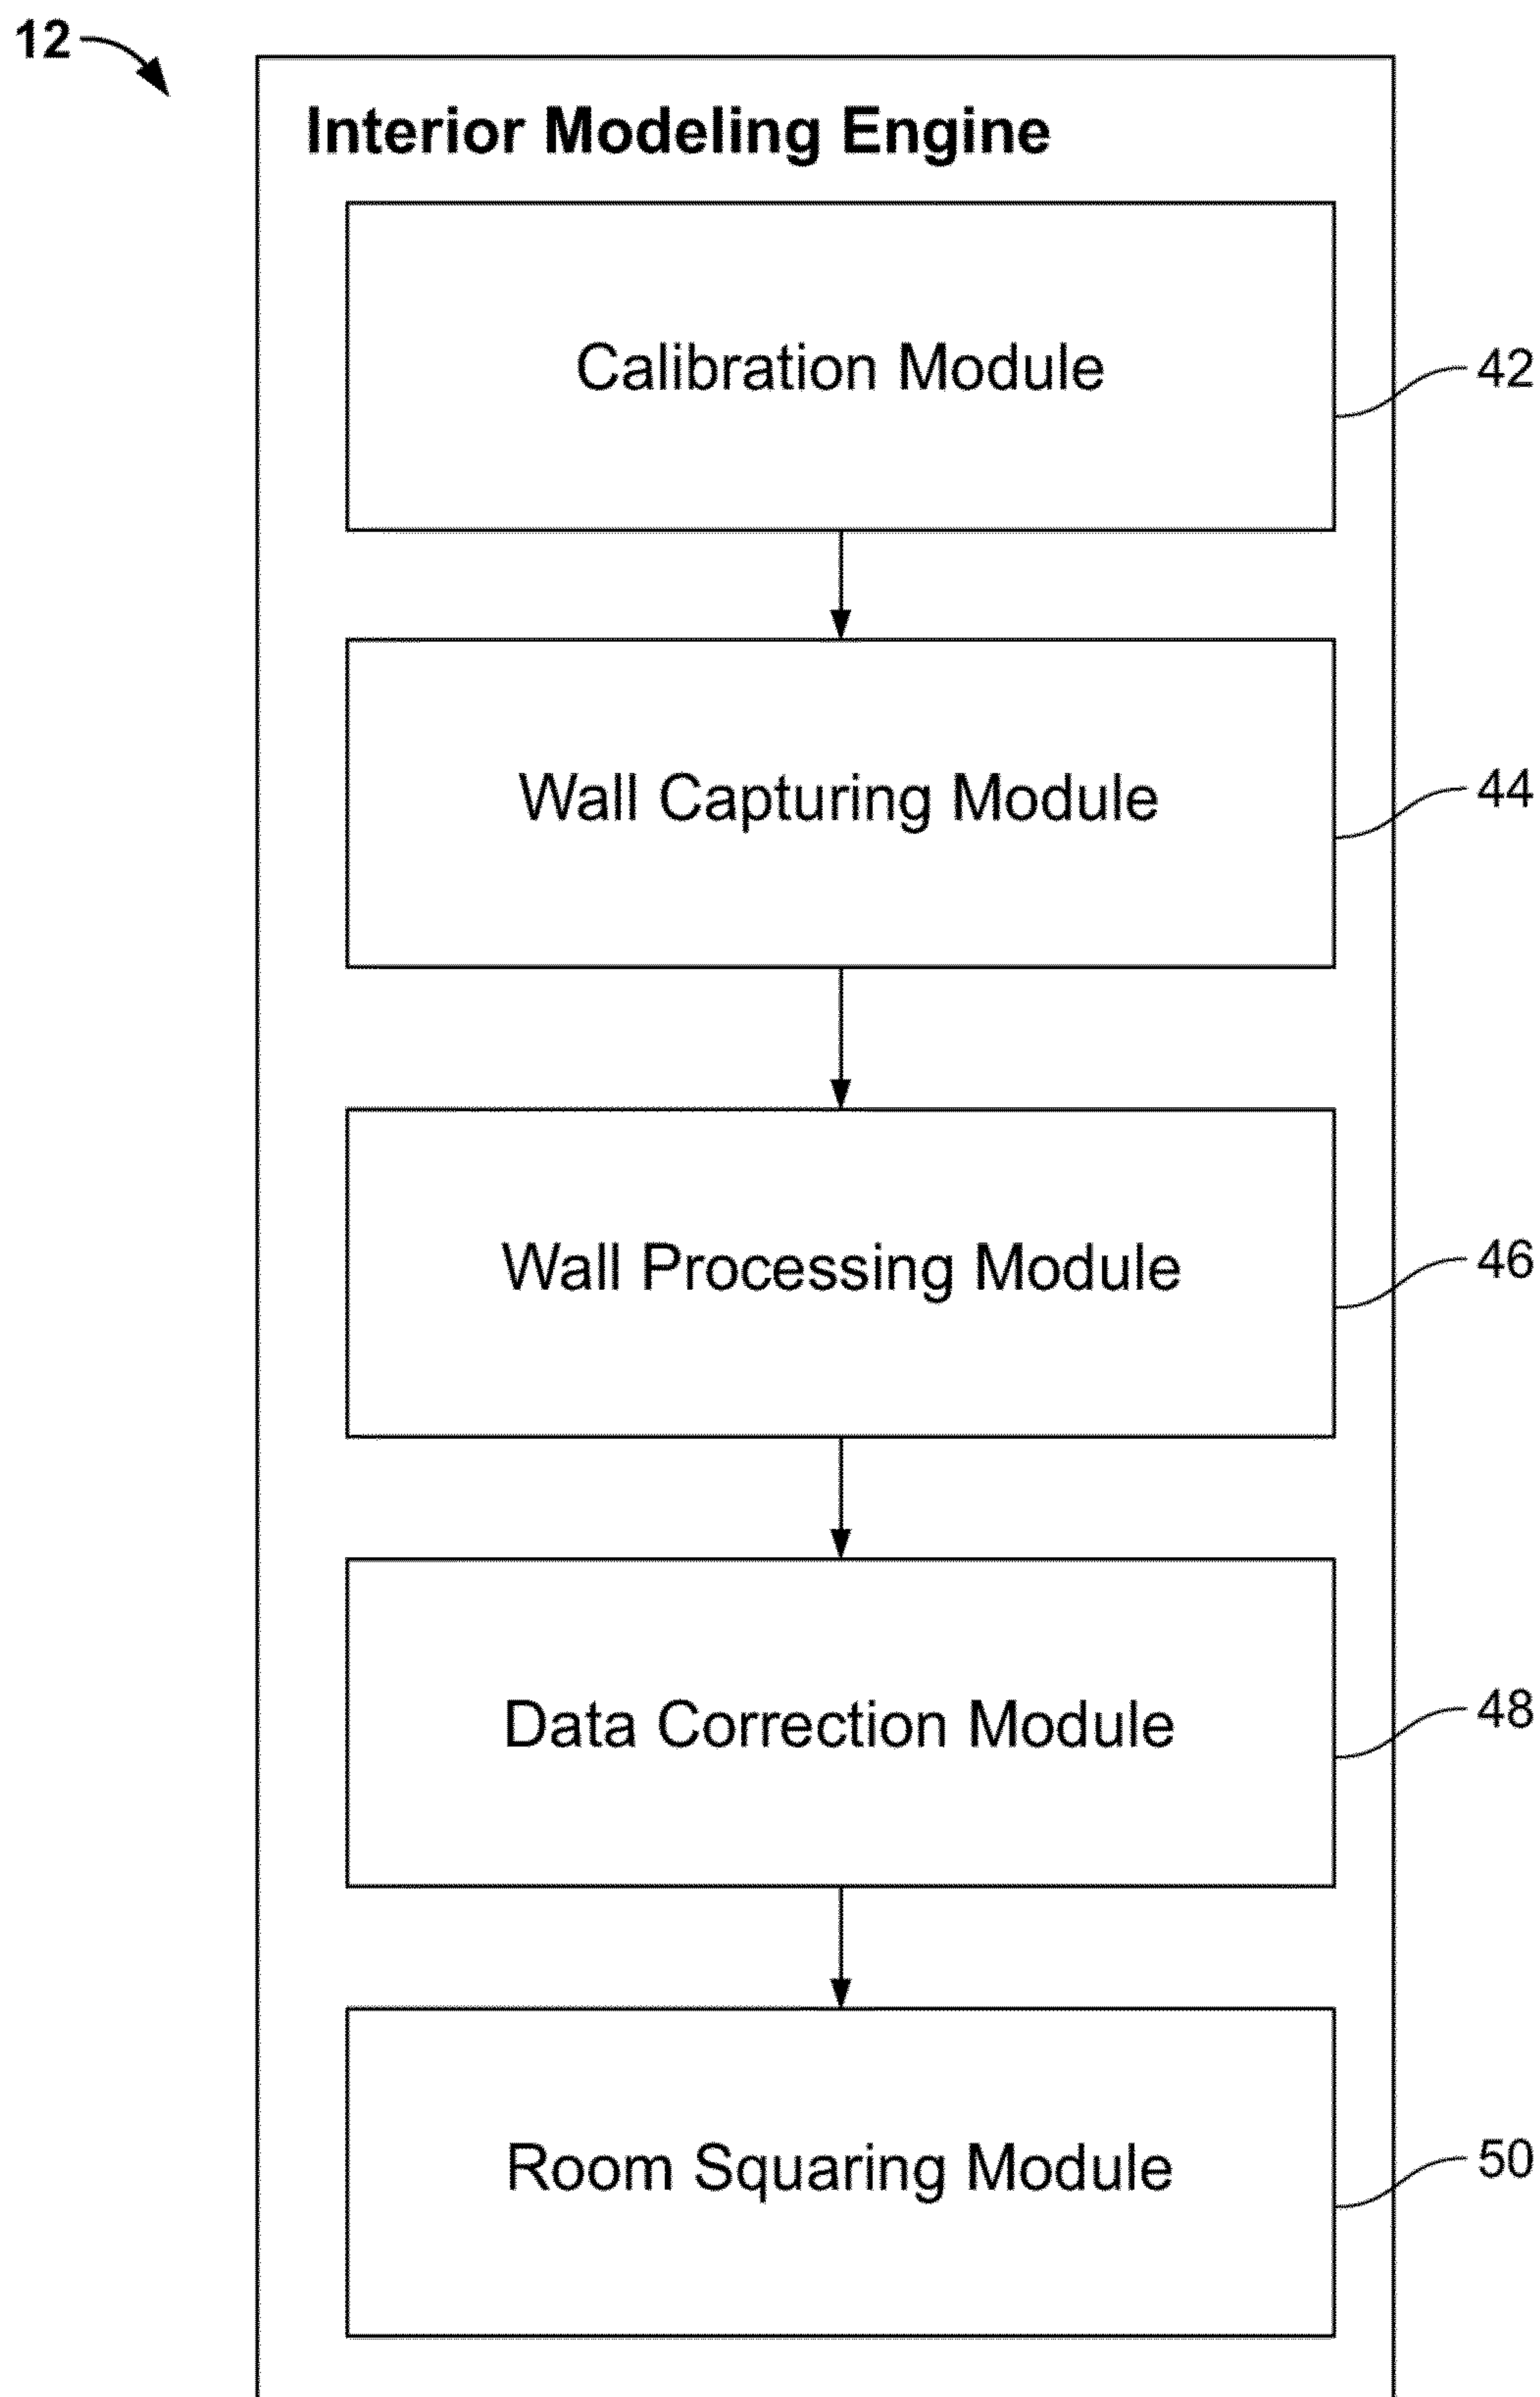 12
Interior Modeling Engine
Calibration Module
42
Wall Capturing Module
44
Wall Processing Module
46
Data Correction Module
48
Room Squaring Module
50